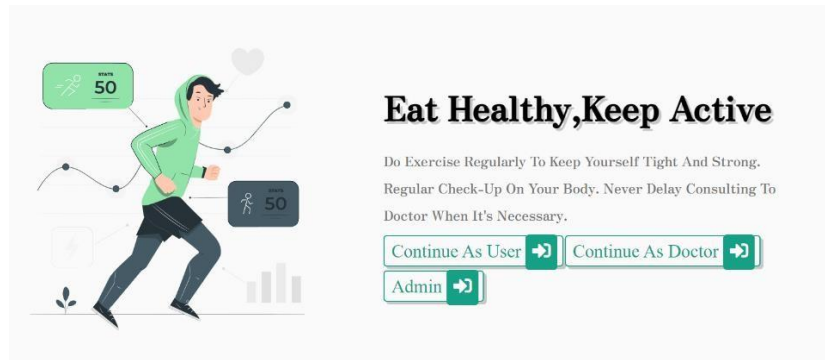 STATS
50
STATS
50
Eat Healthy,Keep Active
Do Exercise Regularly To Keep Yourself Tight And Strong.
Regular Check-Up On Your Body. Never Delay Consulting To
Doctor When It's Necessary.
Continue As User Continue As Doctor
Admin